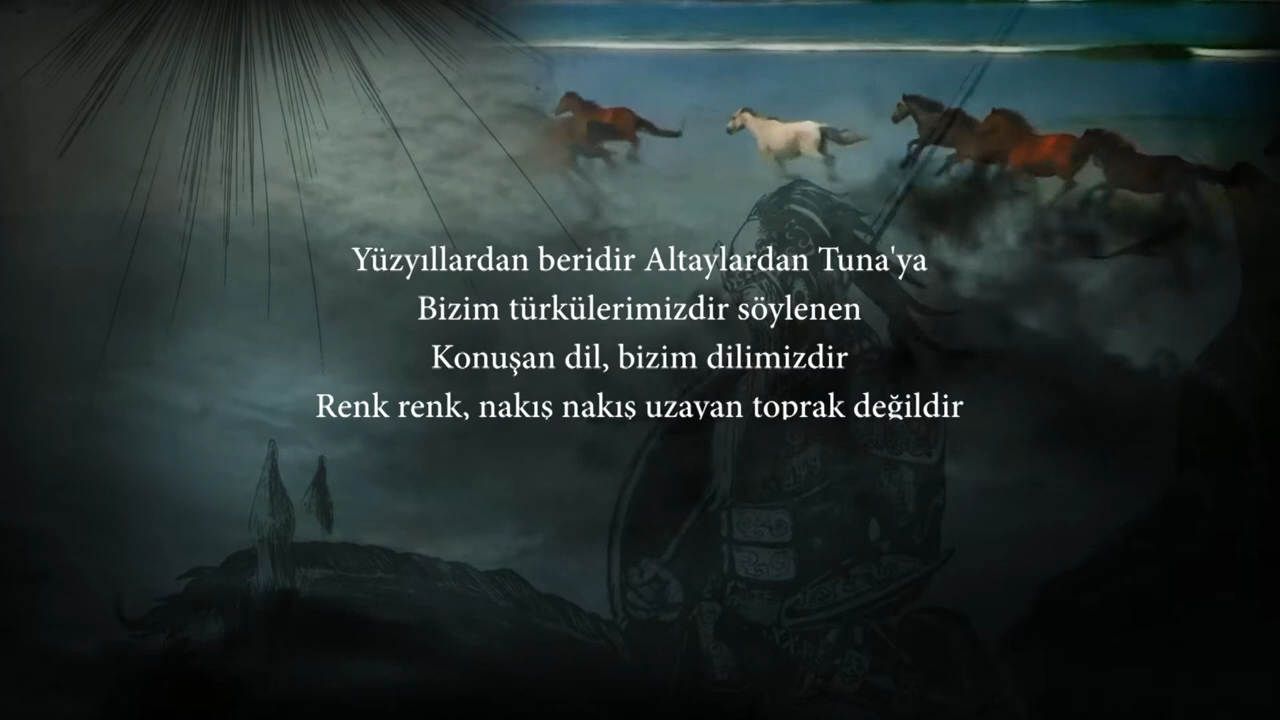 Yüzyıllardan beridir Altaylardan Tuna'ya
Bizim türkülerimizdir söylenen
Konuşan dil, bizim dilimizdir
Renk renk, nakış nakış uzayan toprak değildir